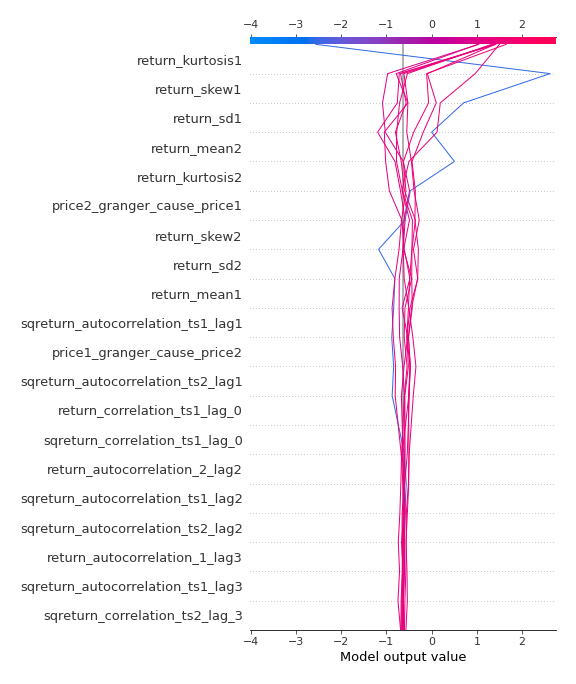 −4 −3 −2 −1 0 1 2
return_kurtosis1
return_skew1
return_sd1
return_mean2
return_kurtosis2
price2_granger_cause_price1
return_skew2
return_sd2
return_mean1
sqreturn_autocorrelation_ts1_lag1
price1_granger_cause_price2
sqreturn_autocorrelation_ts2_lag1
return_correlation_ts1_lag_0
sqreturn_correlation_ts1_lag_0
return_autocorrelation_2_lag2
sqreturn_autocorrelation_ts1_lag2
sqreturn_autocorrelation_ts2_lag2
return_autocorrelation_1_lag3
sqreturn_autocorrelation_ts1_lag3
sqreturn_correlation_ts2_lag_3
−4 −3 −2 −1 0 1 2
Model output value